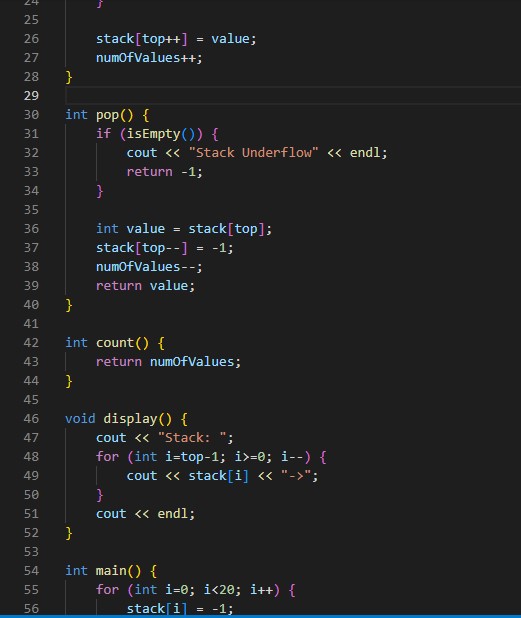 24 }
25
26 stack[top++] = value;
27 numOfValues++;
28 }
29
30 int pop() {
31 if (isEmpty()) {
32 cout << "Stack Underflow" << endl;
33 return -1;
34 }
35
36 int value = stack[top];
37 stack[top--] = -1;
38 numOfValues--;
39 return value;
40 }
41
42 int count() {
43 return numOfValues;
44 }
45
46 void display() {
47 cout << "Stack: ";
48 for (int i=top-1; i>=0; i--) {
49 cout << stack[i] << "->";
50 }
51 cout << endl;
52 }
53
54 int main() {
55 for (int i=0; i<20; i++) {
56 stack[i] = -1;